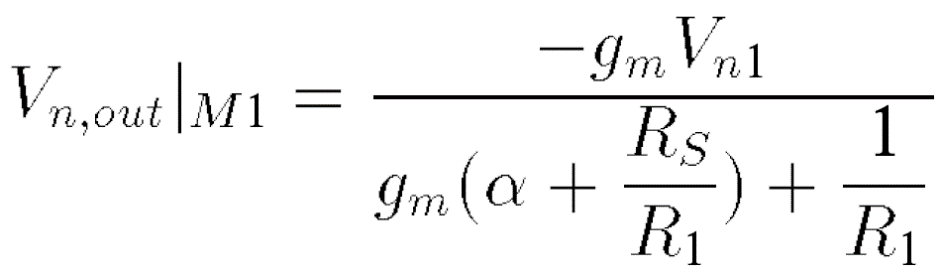 V_{n,out}|_{M1} = \frac{-g_m V_{n1}}{g_m(\alpha + \frac{R_S}{R_1}) + \frac{1}{R_1}}